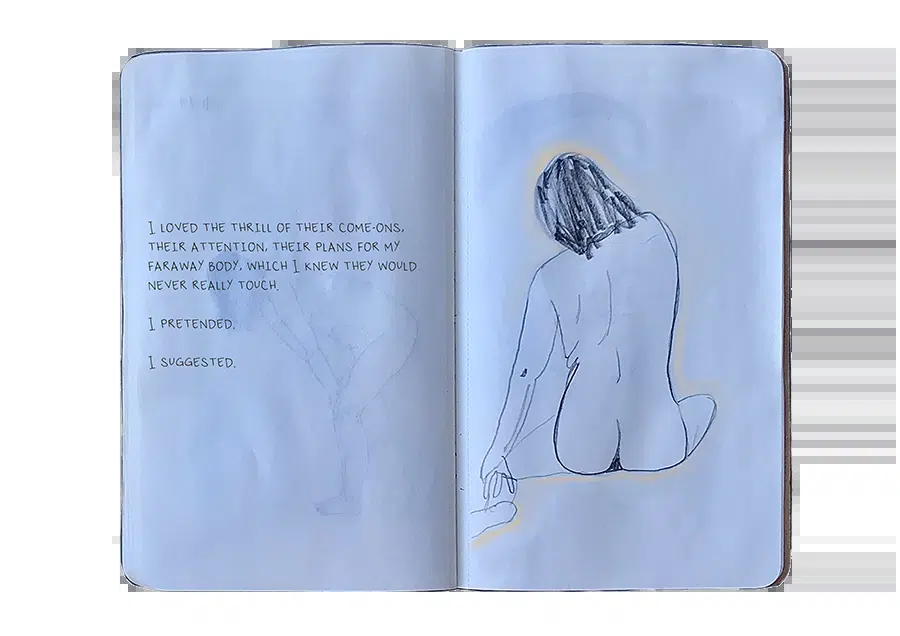 I LOVED THE THRILL OF THEIR COME-ONS,
THEIR ATTENTION, THEIR PLANS FOR MY
FARAWAY BODY, WHICH I KNEW THEY WOULD
NEVER REALLY TOUCH.
I PRETENDED.
I SUGGESTED.